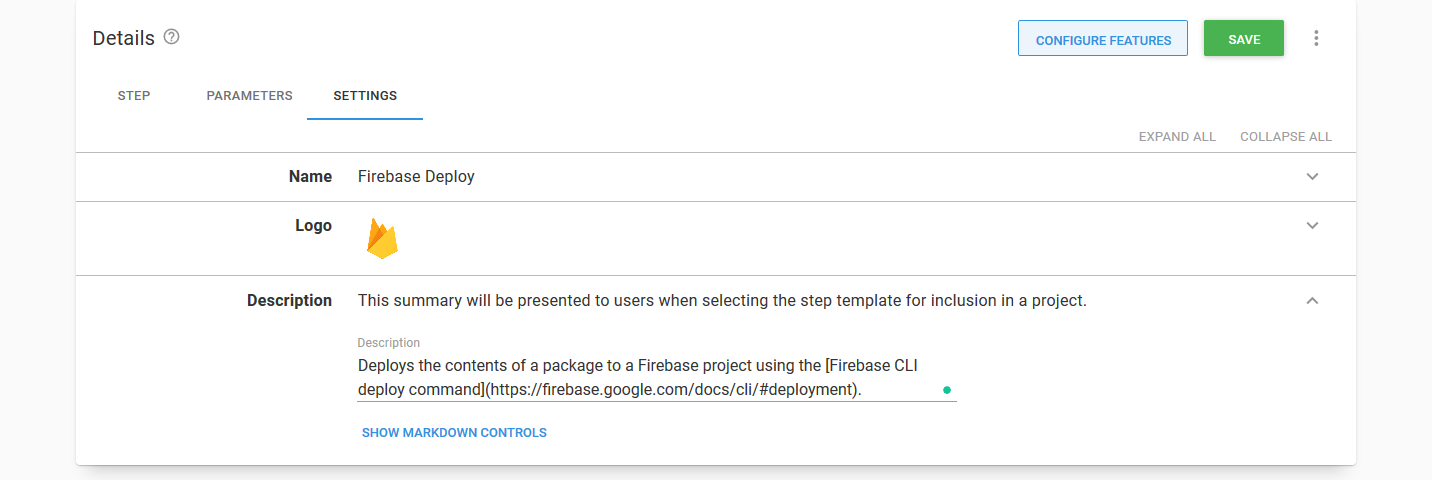 Details
CONFIGURE FEATURES
SAVE
STEP
PARAMETERS
SETTINGS
EXPAND ALL
COLLAPSE ALL
Name
Firebase Deploy
Logo
Description
This summary will be presented to users when selecting the step template for inclusion in a project.
Description
Deploys the contents of a package to a Firebase project using the [Firebase CLI
deploy command](https://firebase.google.com/docs/cli/#deployment).
SHOW MARKDOWN CONTROLS